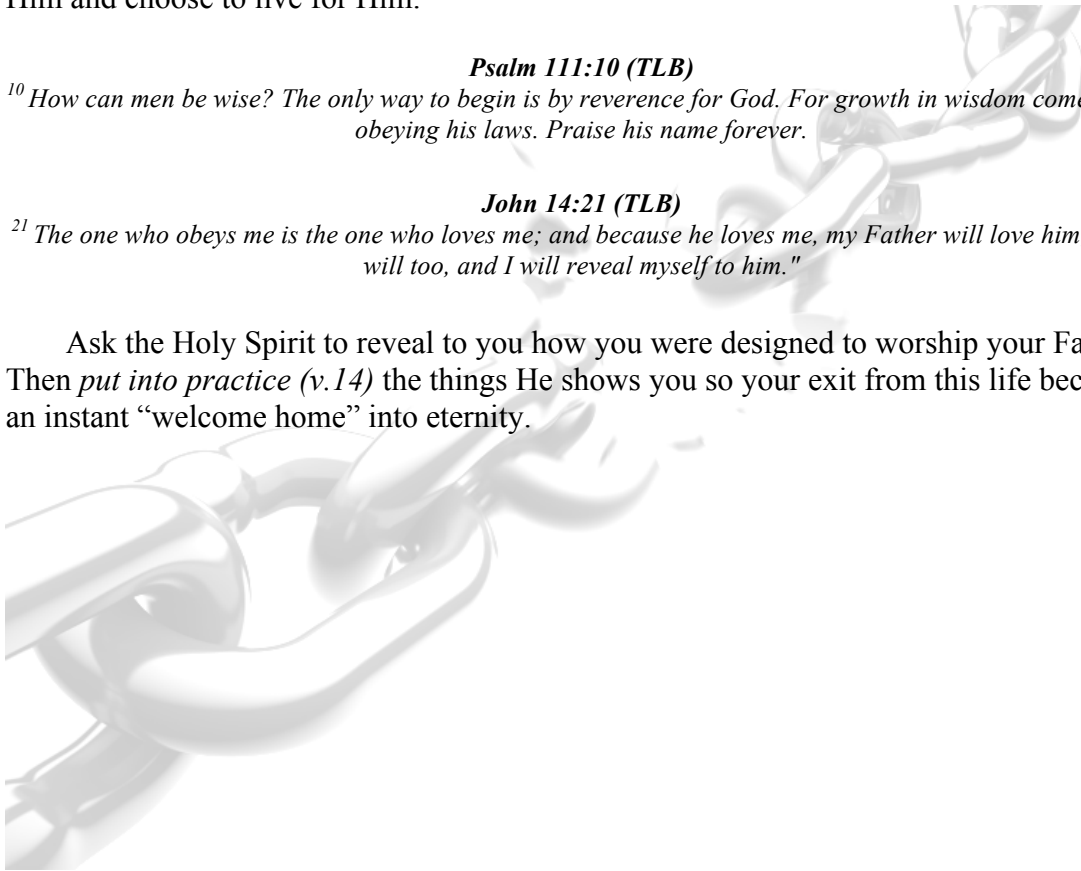 Him and choose to live for Him.
Psalm 111:10 (TLB)
10 How can men be wise? The only way to begin is by reverence for God. For growth in wisdom come
obeying his laws. Praise his name forever.
John 14:21 (TLB)
21 The one who obeys me is the one who loves me; and because he loves me, my Father will love him
will too, and I will reveal myself to him."
Ask the Holy Spirit to reveal to you how you were designed to worship your Fa
Then put into practice (v.14) the things He shows you so your exit from this life bec
an instant “welcome home” into eternity.